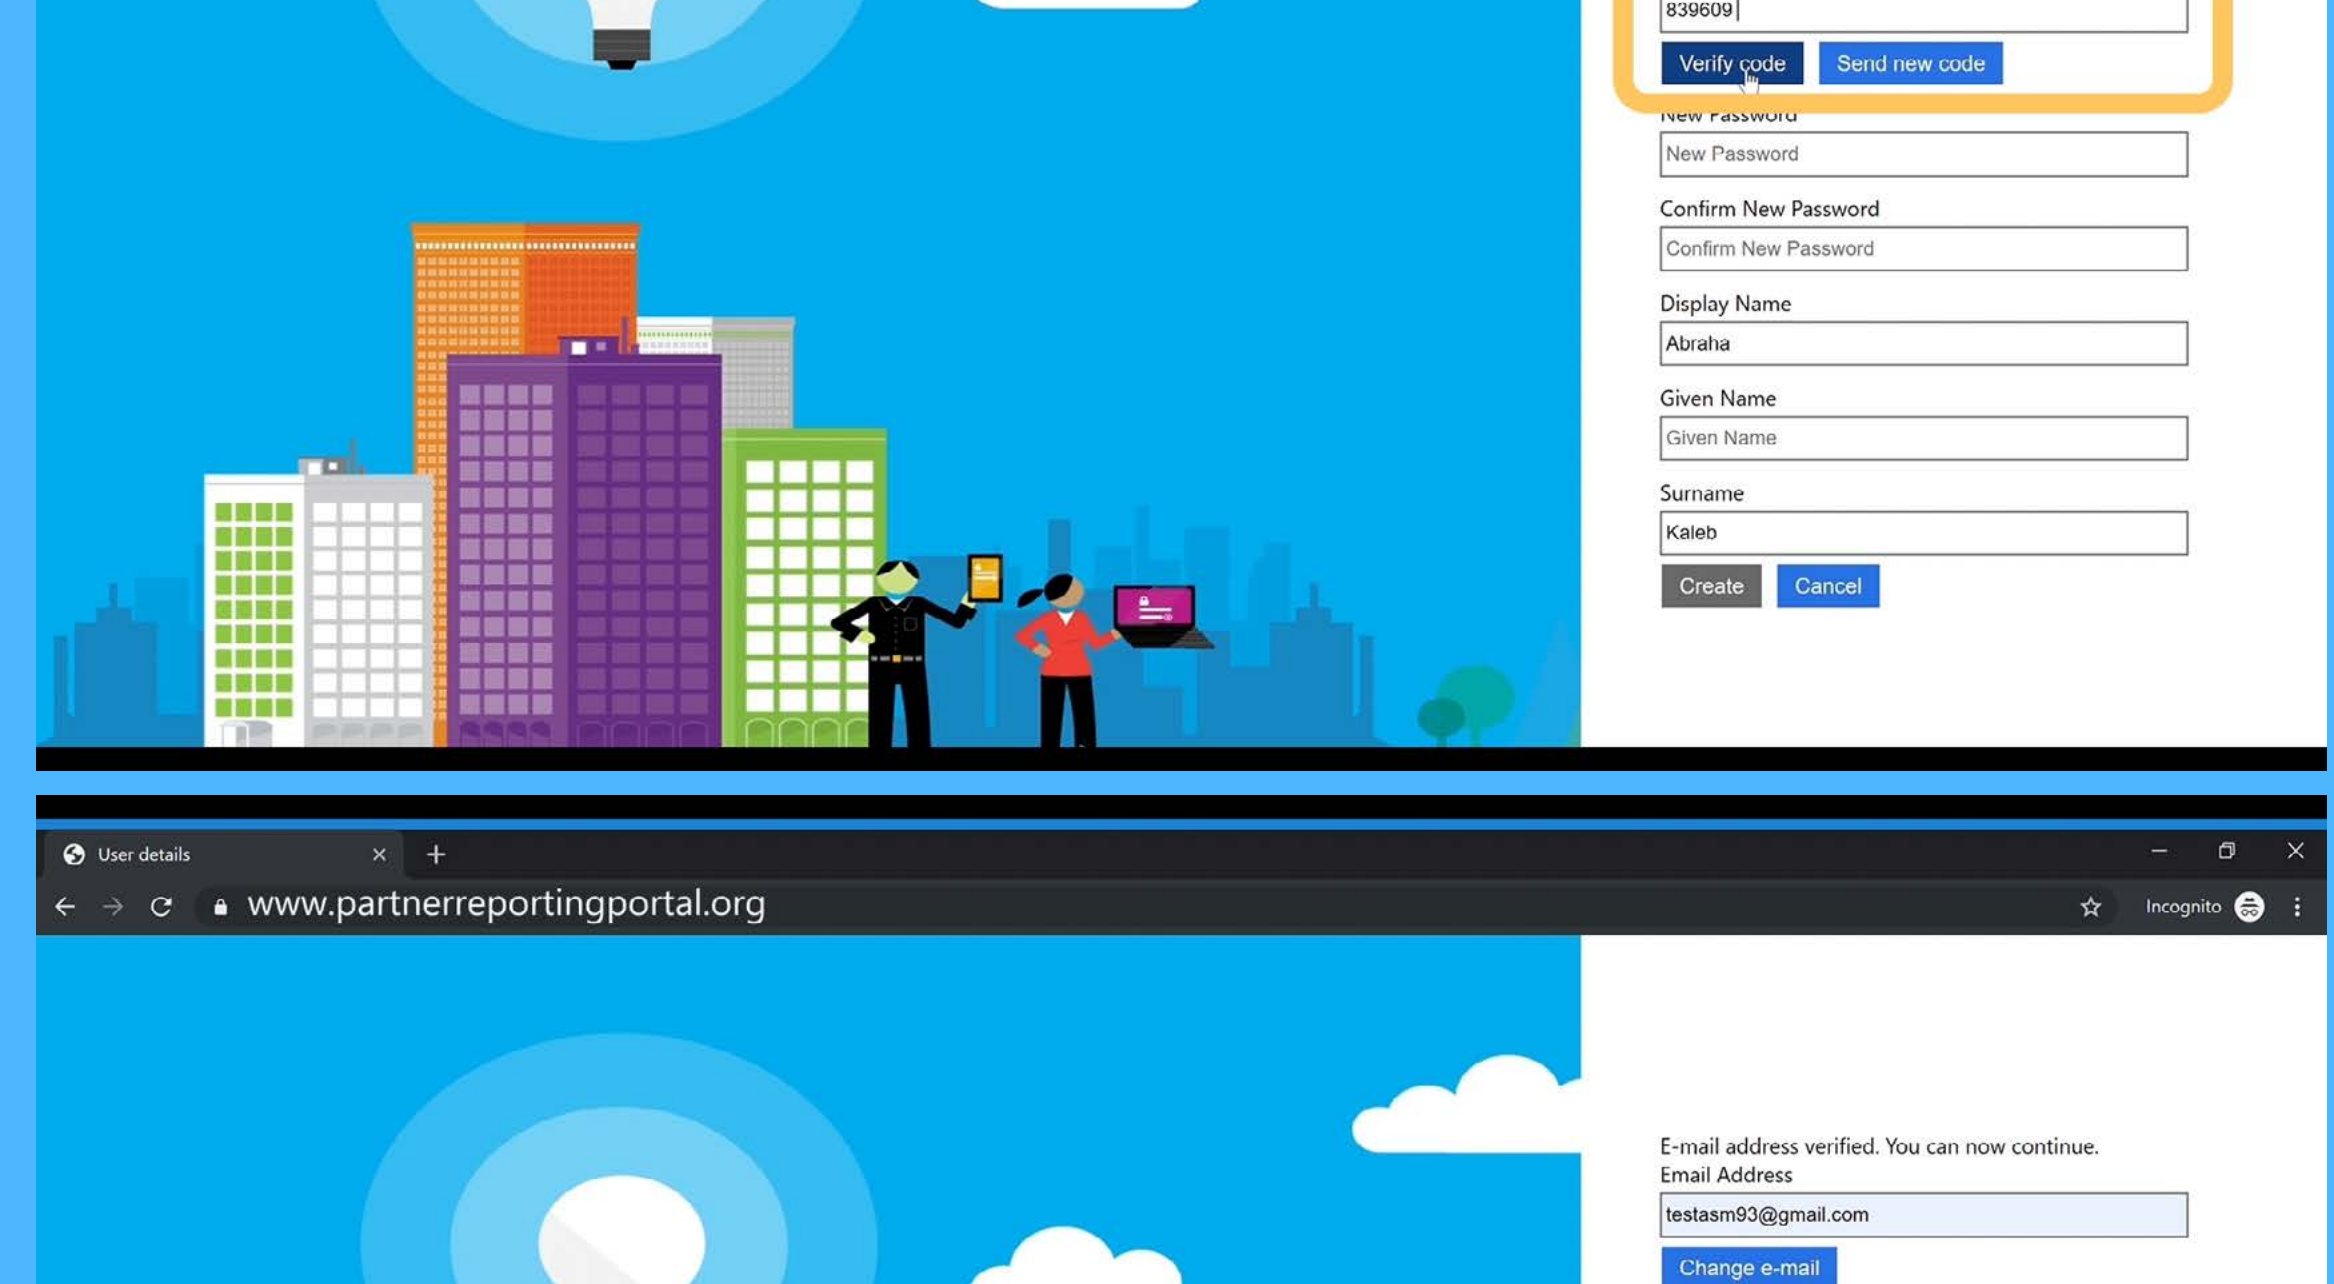 839609
Verify code
Send new code
New Password
New Password
Confirm New Password
Confirm New Password
Display Name
Abraha
Given Name
Given Name
Surname
Kaleb
Create
Cancel
User details
www.partnerreportingportal.org
Incognito
E-mail address verified. You can now continue.
Email Address
testasm93@gmail.com
Change e-mail